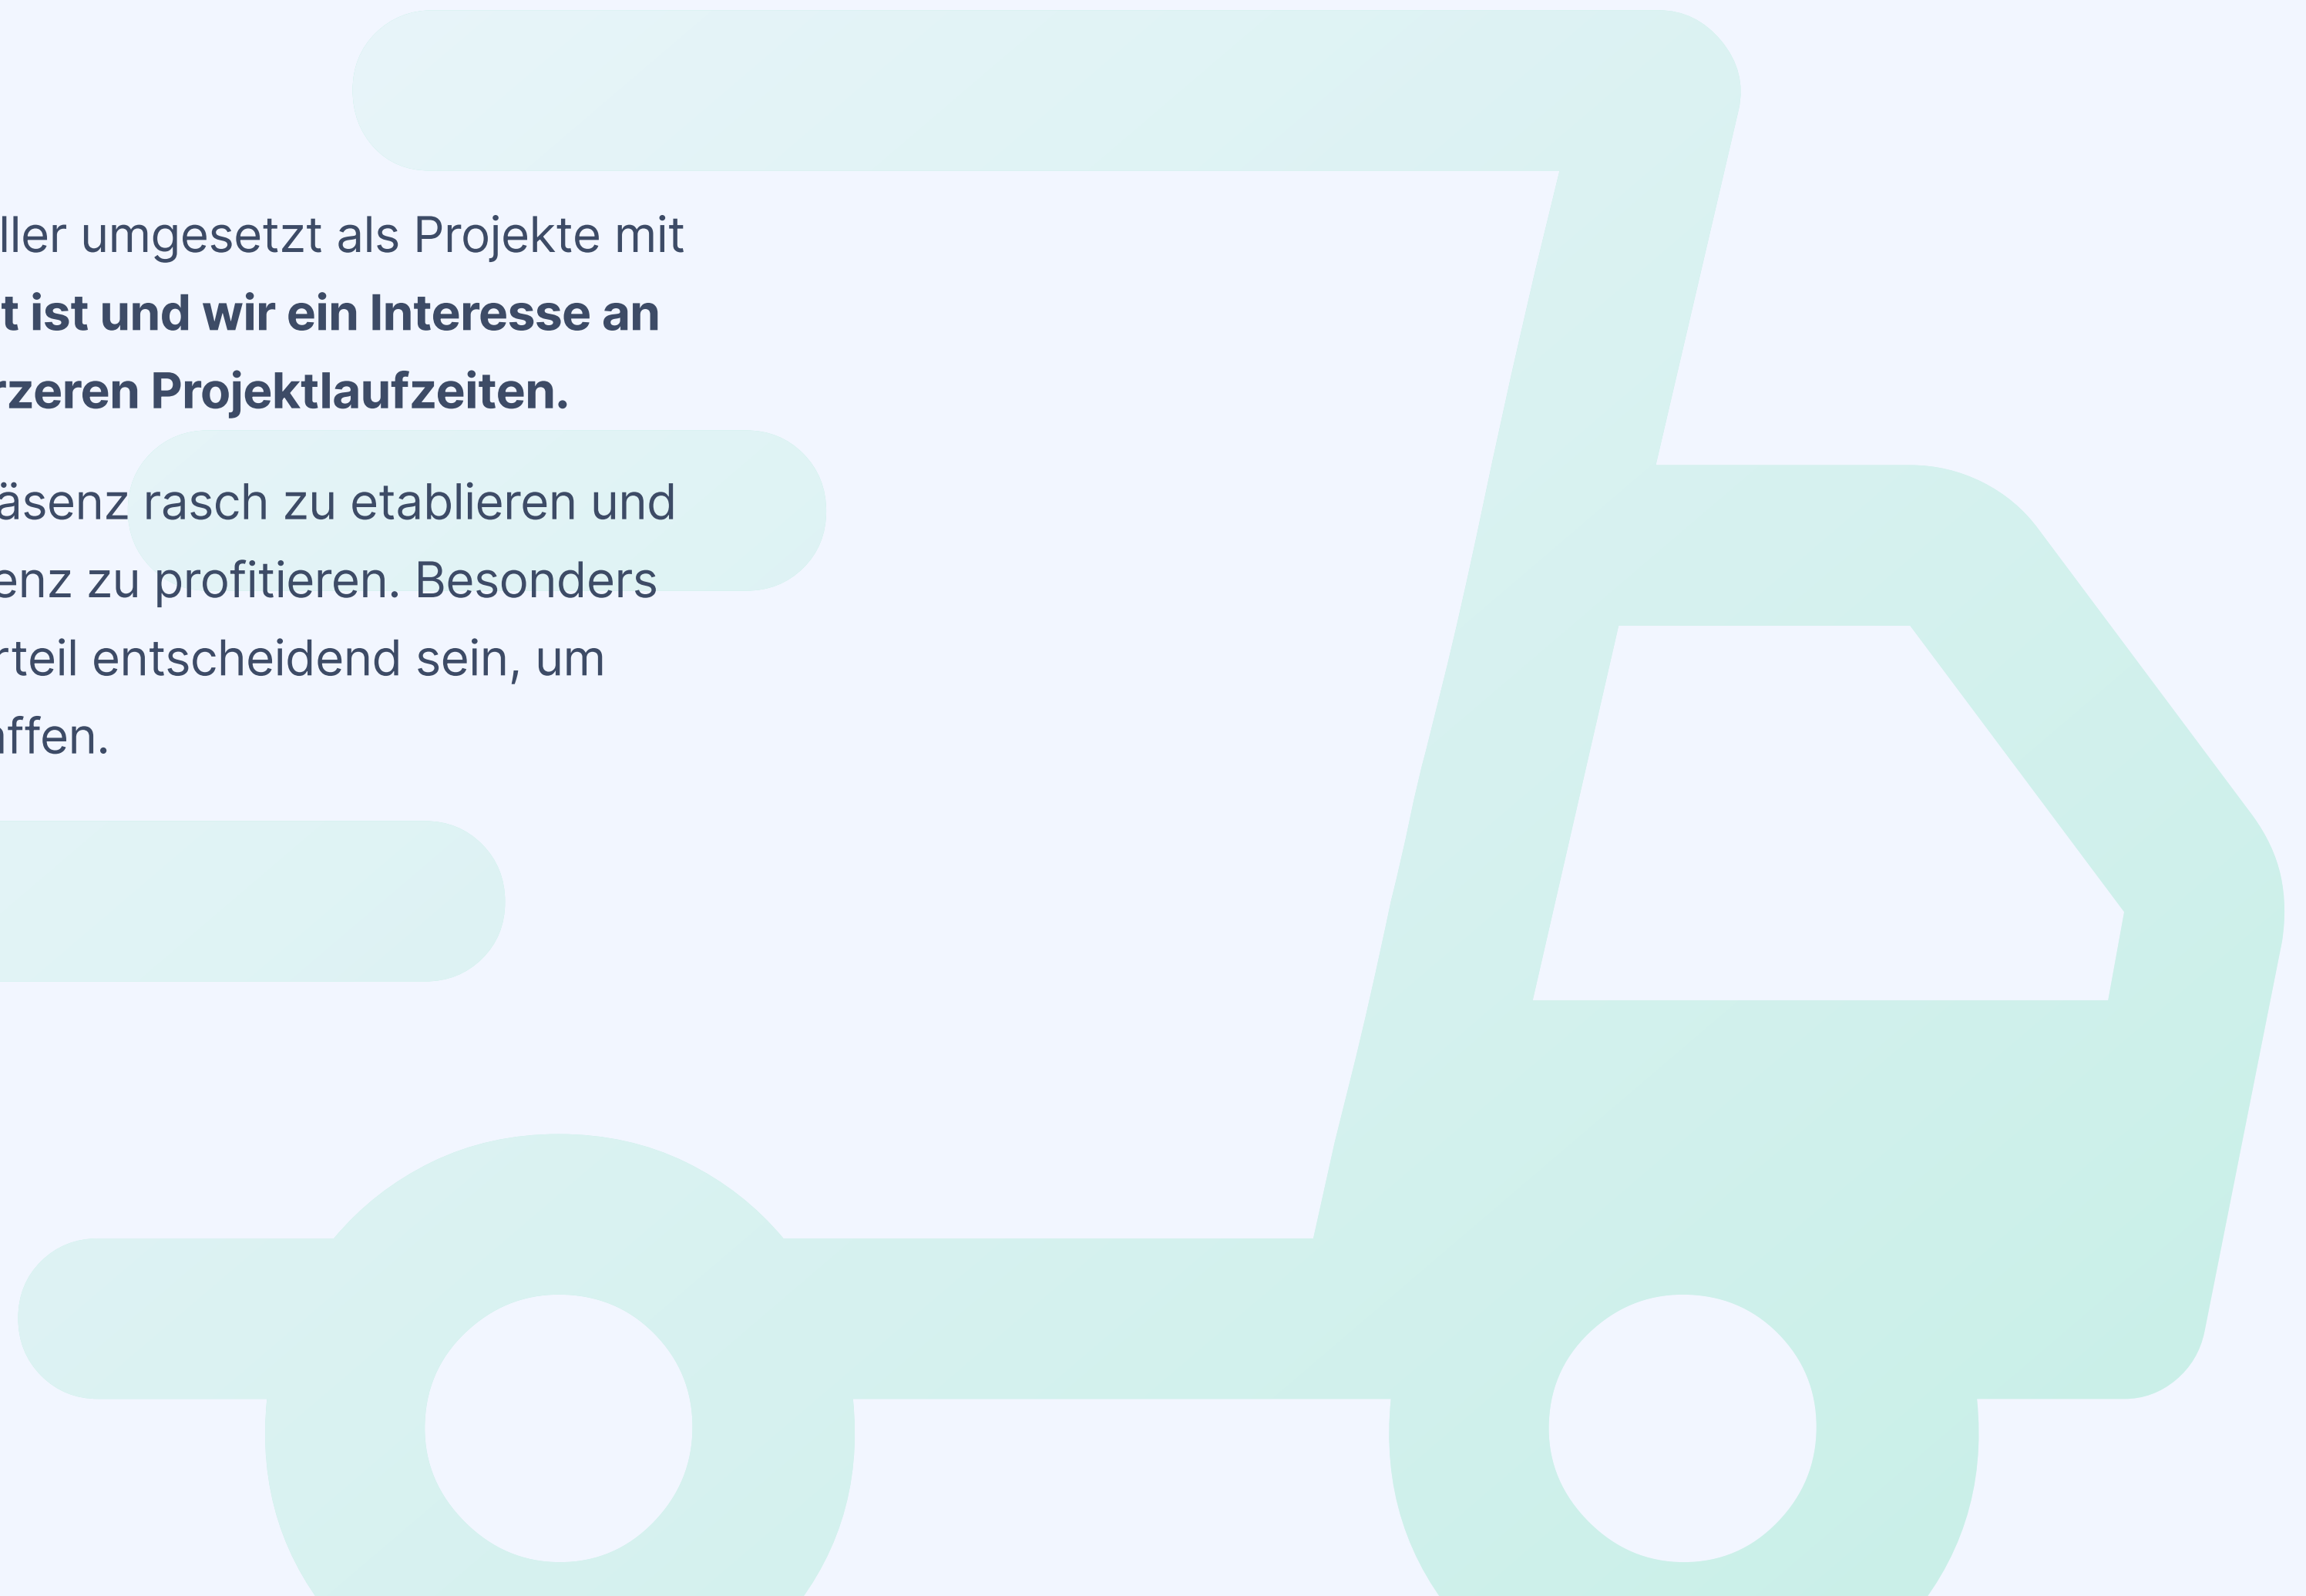 ller umgesetzt als Projekte mit
t ist und wir ein Interesse an
rzeren Projektlaufzeiten.
äsenz rasch zu etablieren und
enz zu profitieren. Besonders
rteil entscheidend sein, um
ffen.